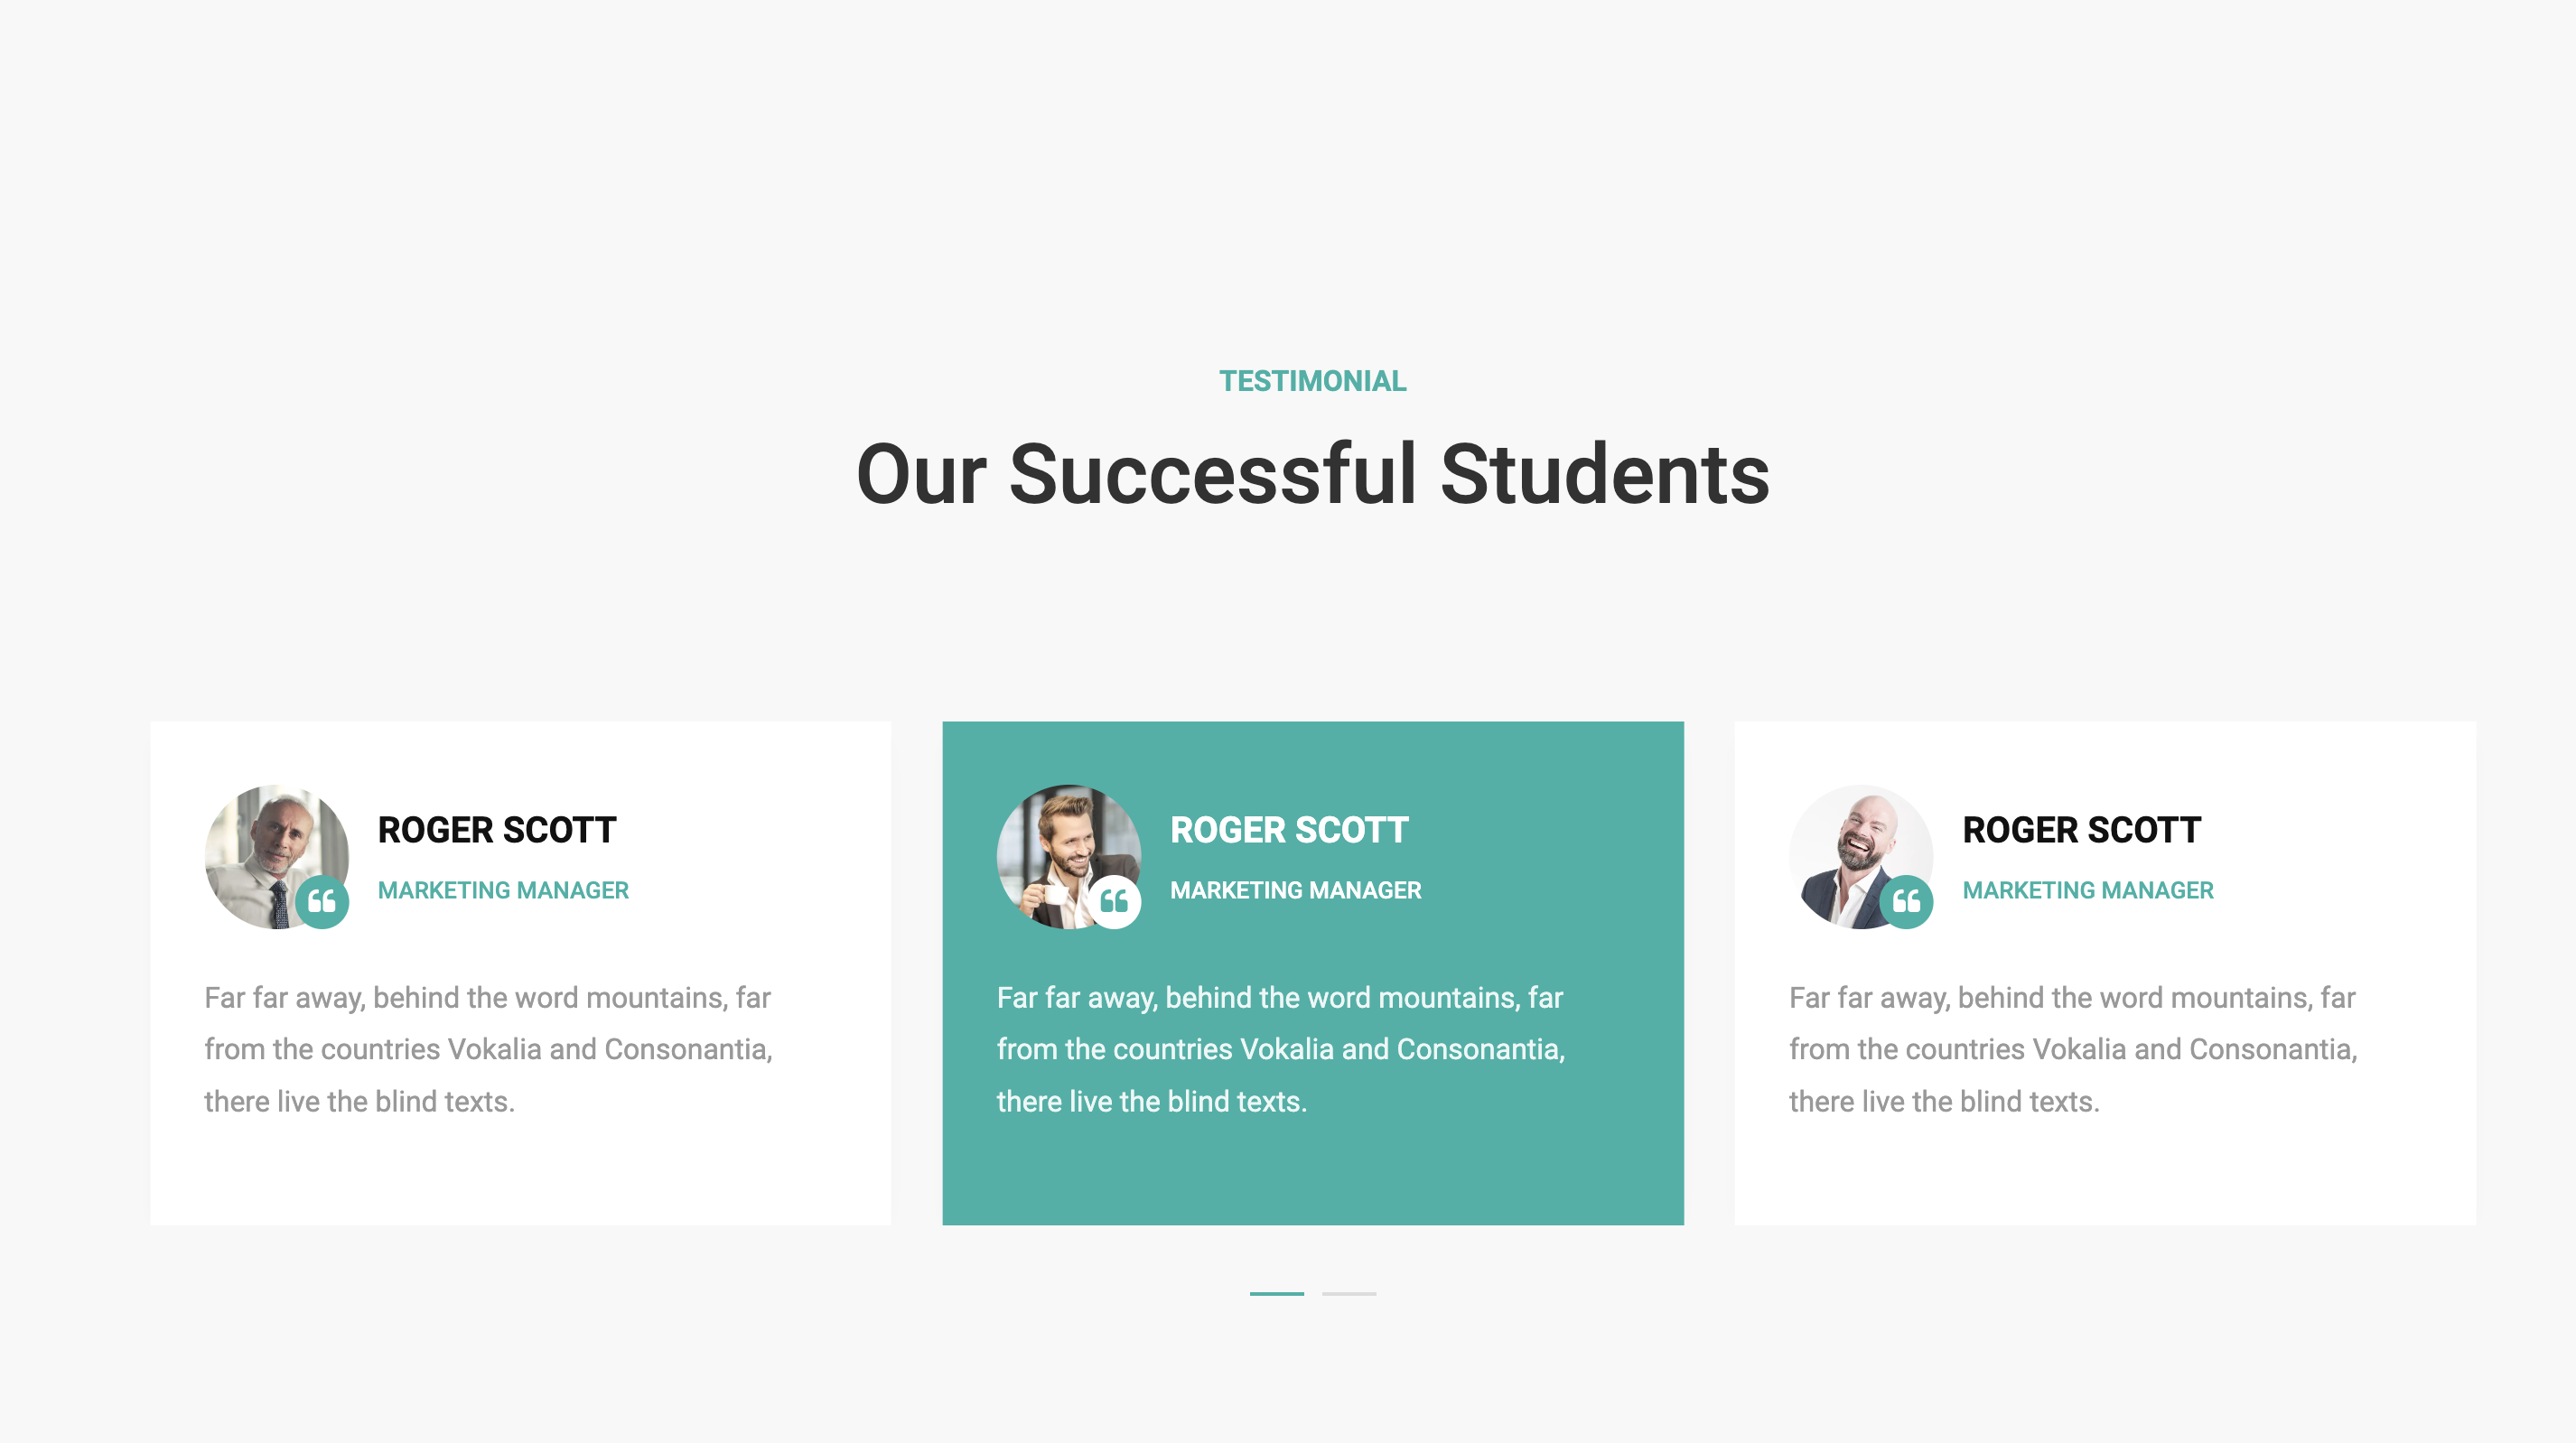 TESTIMONIAL
Our Successful Students
ROGER SCOTT
MARKETING MANAGER
Far far away, behind the word mountains, far
from the countries Vokalia and Consonantia,
there live the blind texts.
ROGER SCOTT
MARKETING MANAGER
Far far away, behind the word mountains, far
from the countries Vokalia and Consonantia,
there live the blind texts.
ROGER SCOTT
MARKETING MANAGER
Far far away, behind the word mountains, far
from the countries Vokalia and Consonantia,
there live the blind texts.